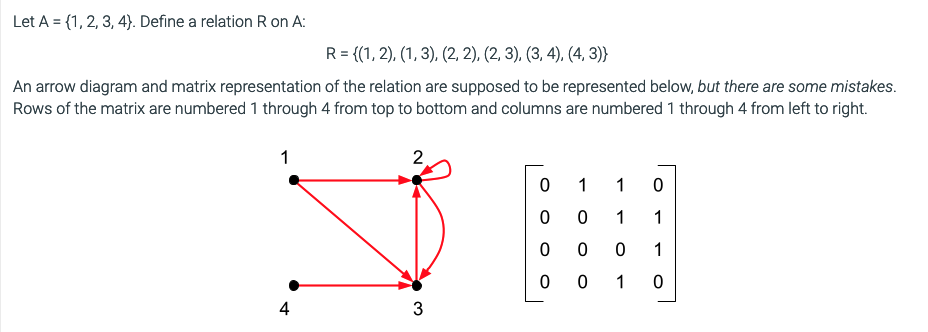 Let A = {1, 2, 3, 4}. Define a relation R on A:
R = {(1, 2), (1, 3), (2, 2), (2, 3), (3, 4), (4, 3)}
An arrow diagram and matrix representation of the relation are supposed to be represented below, but there are some mistakes.
Rows of the matrix are numbered 1 through 4 from top to bottom and columns are numbered 1 through 4 from left to right.
1 2
4 3
0 1 1 0
0 0 1 1
0 0 0 1
0 0 1 0